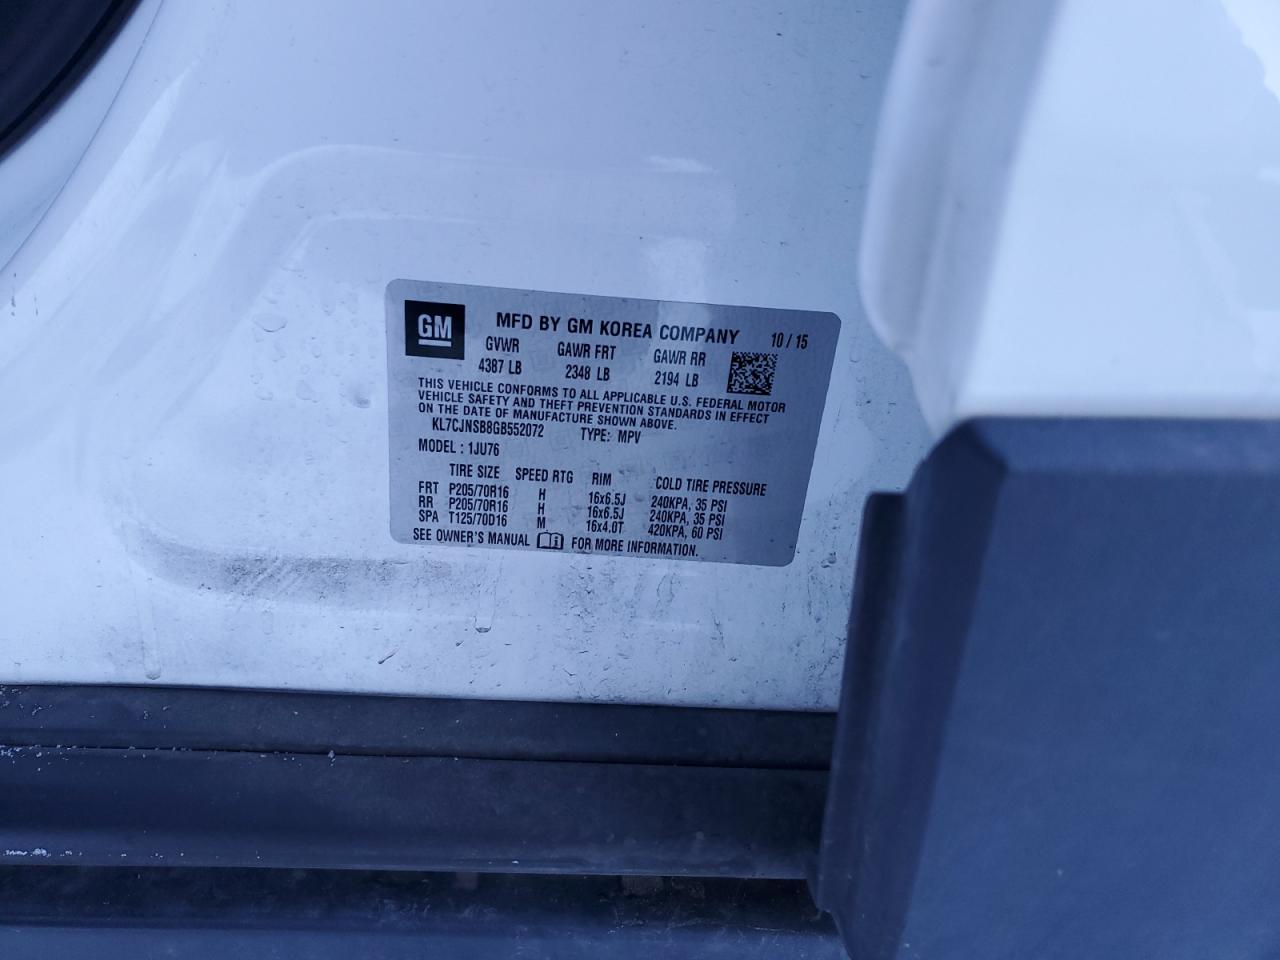 GM
MFD BY GM KOREA COMPANY 10 / 15
GVWR GAWR FRT GAWR RR
4387 LB 2348 LB 2194 LB
THIS VEHICLE CONFORMS TO ALL APPLICABLE U.S. FEDERAL MOTOR
VEHICLE SAFETY AND THEFT PREVENTION STANDARDS IN EFFECT
ON THE DATE OF MANUFACTURE SHOWN ABOVE.
KL7CJNSB8GB552072 TYPE: MPV
MODEL : 1JU76
TIRE SIZE SPEED RTG RIM COLD TIRE PRESSURE
FRT P205/70R16 H 16x6.5J 240KPA, 35 PSI
RR P205/70R16 H 16x6.5J 240KPA, 35 PSI
SPA T125/70D16 M 16x4.0T 420KPA, 60 PSI
SEE OWNER'S MANUAL FOR MORE INFORMATION.